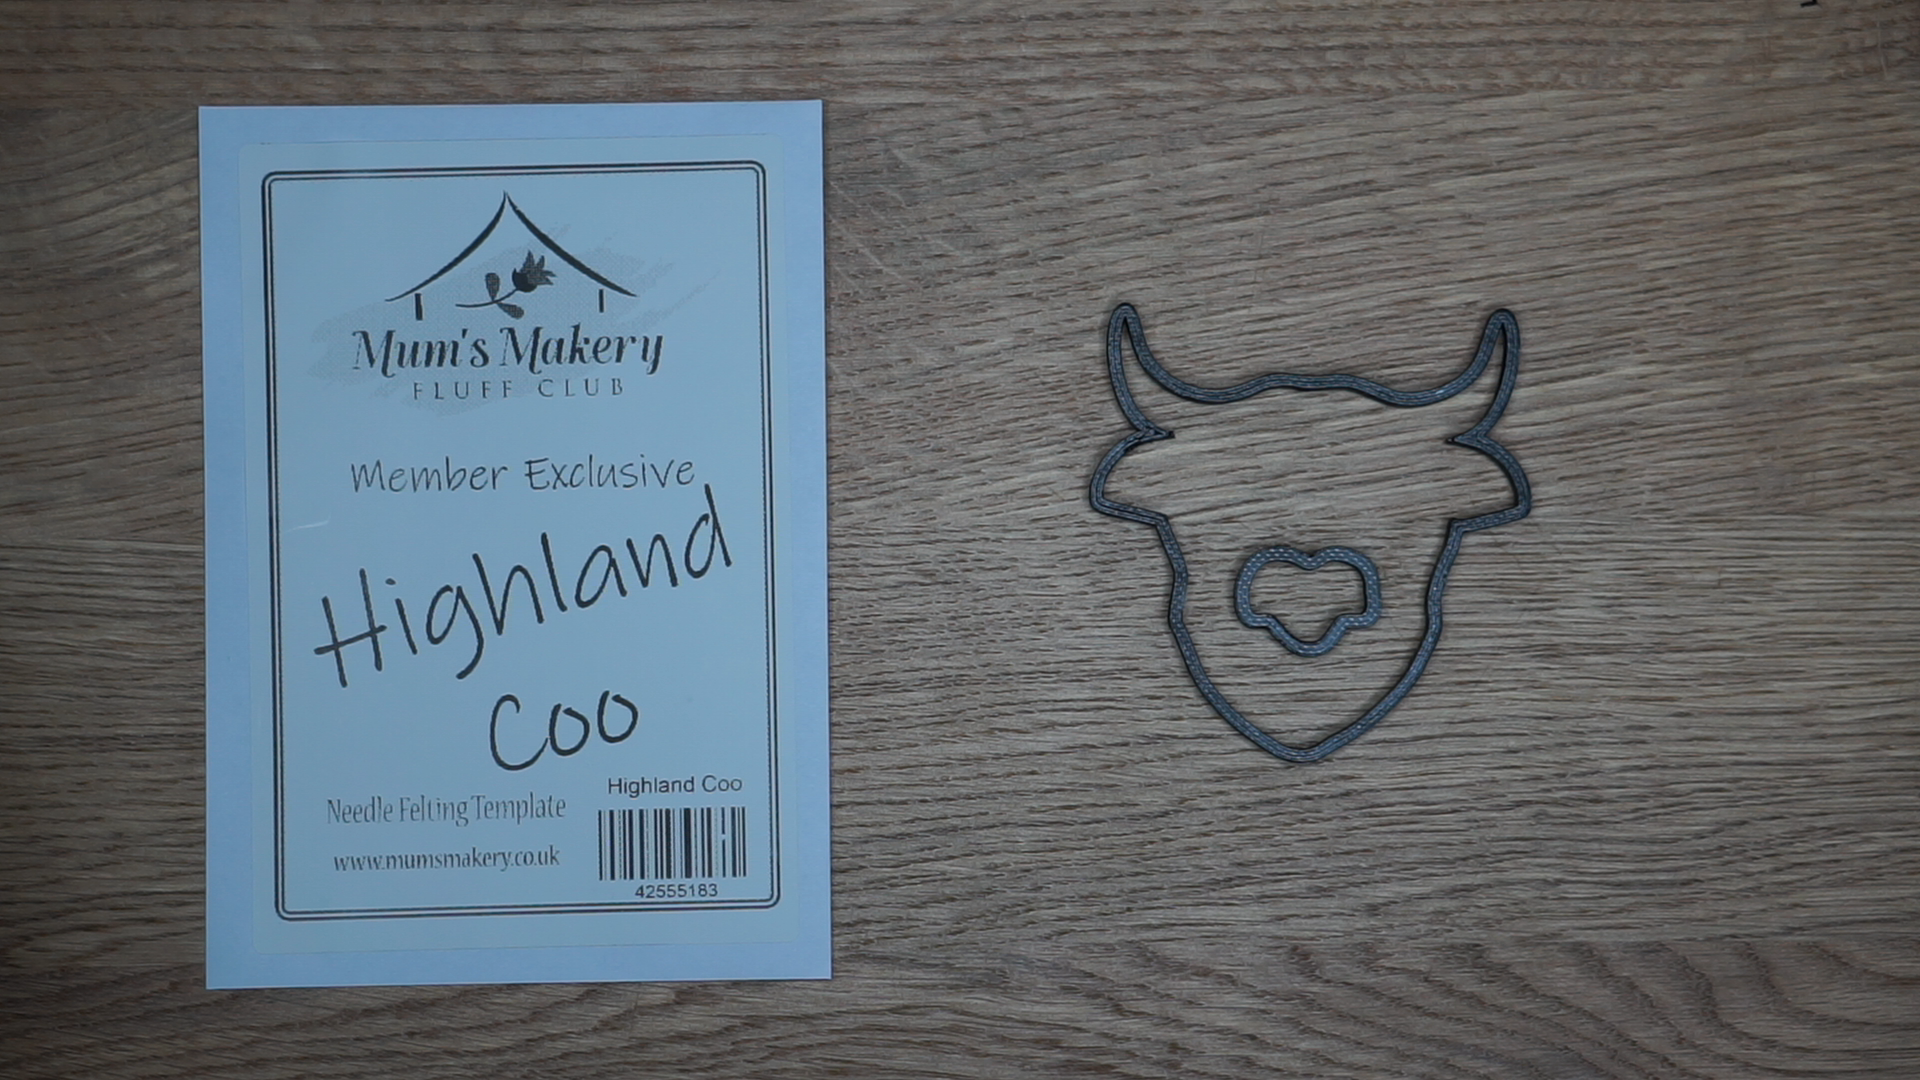 Mum's Makery
FLUFF CLUB
Member Exclusive
Highland
Coo
Highland Coo
Needle Felting Template
www.mumsmakery.co.uk
42555183